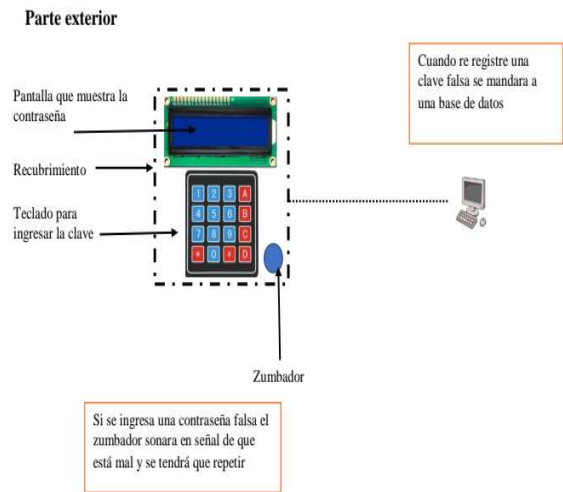 Parte exterior
Cuando re registre una
clave falsa se mandara a
una base de datos
Pantalla que muestra la
contraseña
Recubrimiento
Teclado para
ingresar la clave
1 2 3 A
4 5 6 B
7 8 9 C
* 0 # D
Zumbador
Si se ingresa una contraseña falsa el
zumbador sonara en señal de que
está mal y se tendrá que repetir